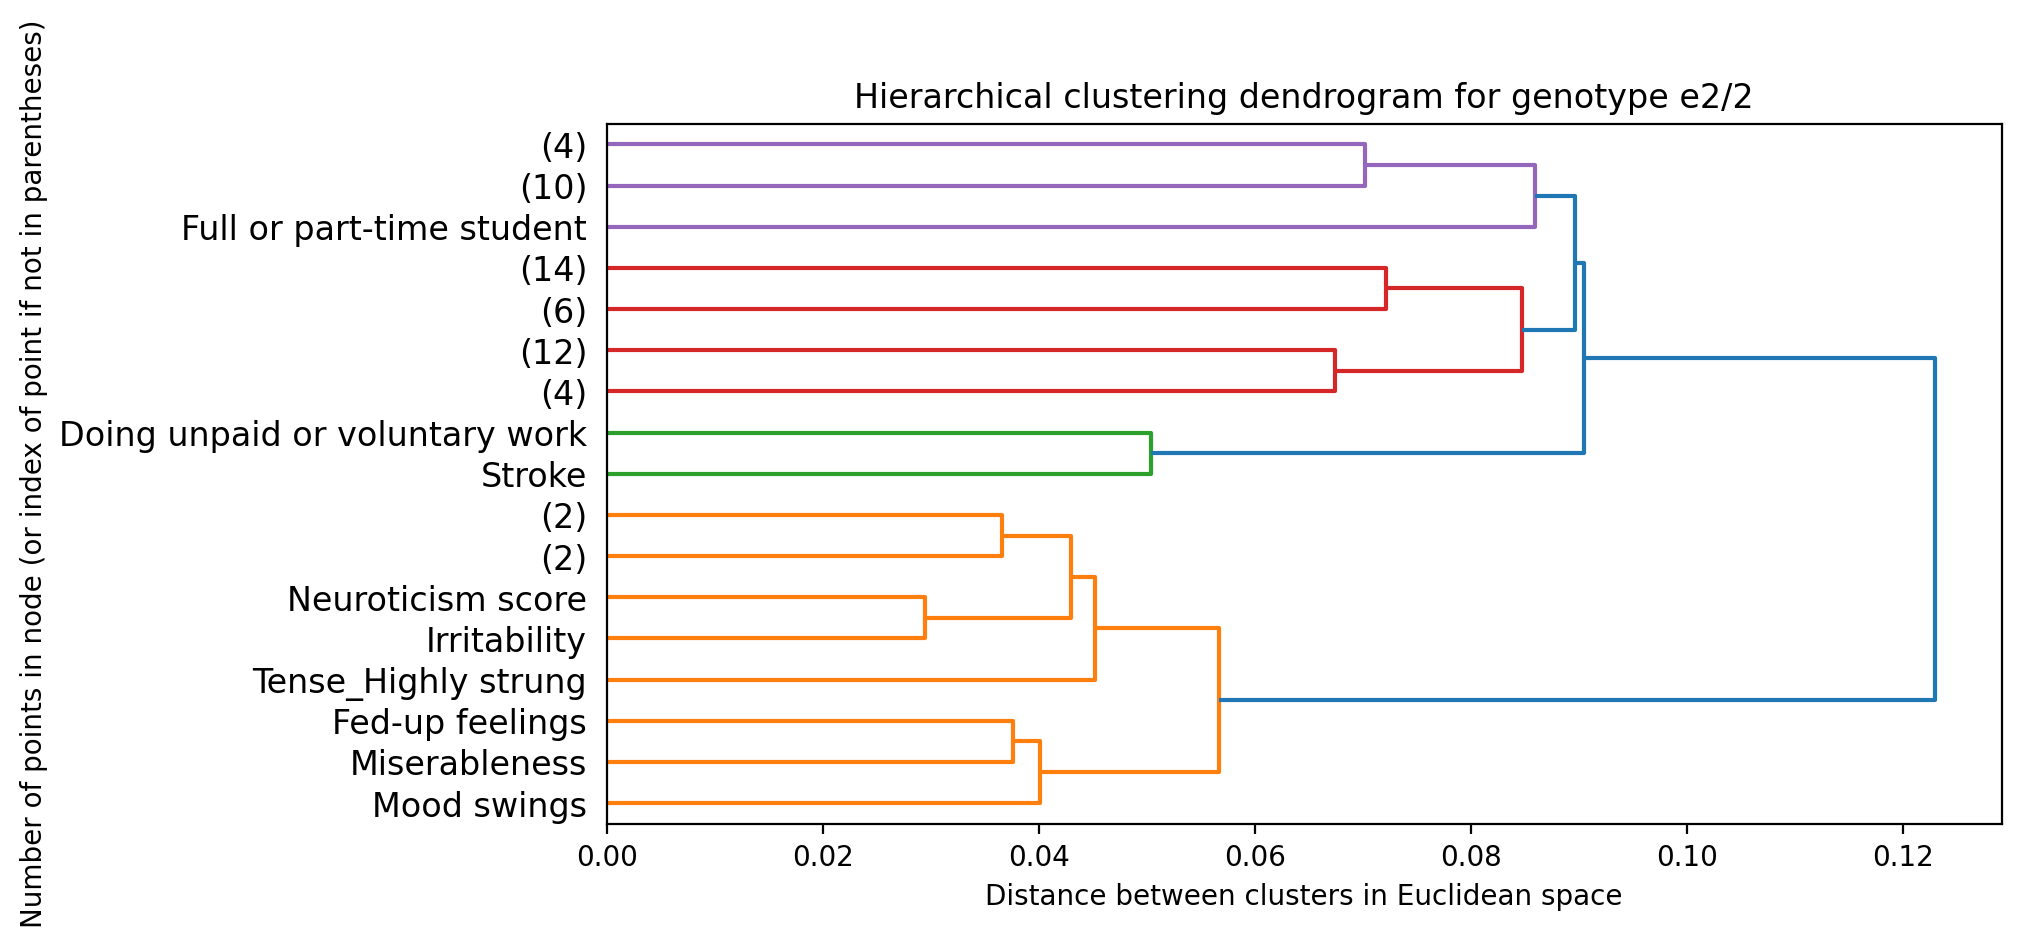 Hierarchical clustering dendrogram for genotype e2/2
Number of points in node (or index of point if not in parentheses)
(4)
(10)
Full or part-time student
(14)
(6)
(12)
(4)
Doing unpaid or voluntary work
Stroke
(2)
(2)
Neuroticism score
Irritability
Tense_Highly strung
Fed-up feelings
Miserableness
Mood swings
0.00 0.02 0.04 0.06 0.08 0.10 0.12
Distance between clusters in Euclidean space